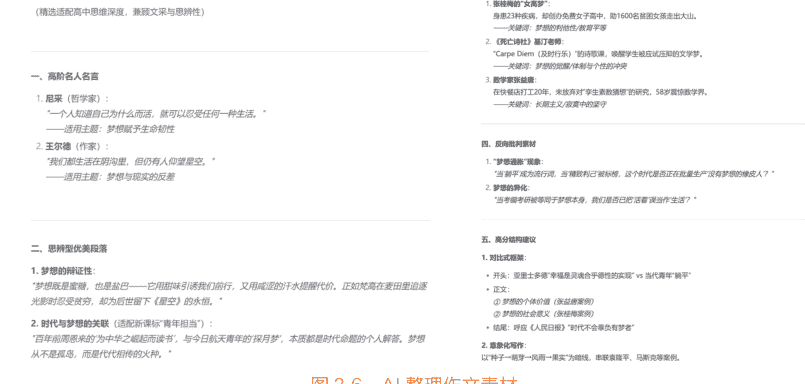 （精选适配高中思维深度，兼顾文采与思辨性）
一、高阶名人名言
1. 尼采（哲学家）：
"一个人知道自己为什么而活，就可以忍受任何一种生活。"
——适用主题：梦想赋予生命韧性
2. 王尔德（作家）：
"我们都生活在阴沟里，但仍有人仰望星空。"
——适用主题：梦想与现实的反差
二、思辨型优美段落
1. 梦想的辩证性：
"梦想既是蜜糖，也是盐巴——它用甜味引诱我们前行，又用咸涩的汗水提醒代价。正如梵高在麦田里追逐
光影时忍受贫穷，却为后世留下《星空》的永恒。"
2. 时代与梦想的关联（适配新课标"青年担当"）：
"百年前周恩来的'为中华之崛起而读书'，与今日航天青年的'探月梦'，本质都是时代命题的个人解答。梦想
从不是孤岛，而是代代相传的火种。"
1. 张桂梅的"女高梦"：
身患23种疾病，却创办免费女子高中，助1600名贫困女孩走出大山。
——关键词：梦想的利他性/教育平等
2. 《死亡诗社》基汀老师：
"Carpe Diem（及时行乐）"的诗歌课，唤醒学生被应试压抑的文学梦。
——关键词：梦想的觉醒/体制与个性的冲突
3. 数学家张益唐：
在快餐店打工20年，未放弃对"孪生素数猜想"的研究，58岁震惊数学界。
——关键词：长期主义/寂寞中的坚守
四、反向批判素材
1. "梦想通胀"现象：
"当'躺平'成为流行词，当'精致利己'被标榜，这个时代是否正在批量生产'没有梦想的橡皮人'？"
2. 梦想的异化：
"当考编考研被等同于梦想本身，我们是否已把'活着'误当作'生活'？"
五、高分结构建议
1. 对比式框架：
• 开头：亚里士多德"幸福是灵魂合乎德性的实现" vs 当代青年"躺平"
• 正文：
① 梦想的个体价值（张益唐案例）
② 梦想的社会意义（张桂梅案例）
• 结尾：呼应《人民日报》"时代不会辜负有梦者"
2. 意象化写作：
以"种子→萌芽→风雨→果实"为暗线，串联袁隆平、马斯克等案例。
图 2-6 AI 整理作文素材